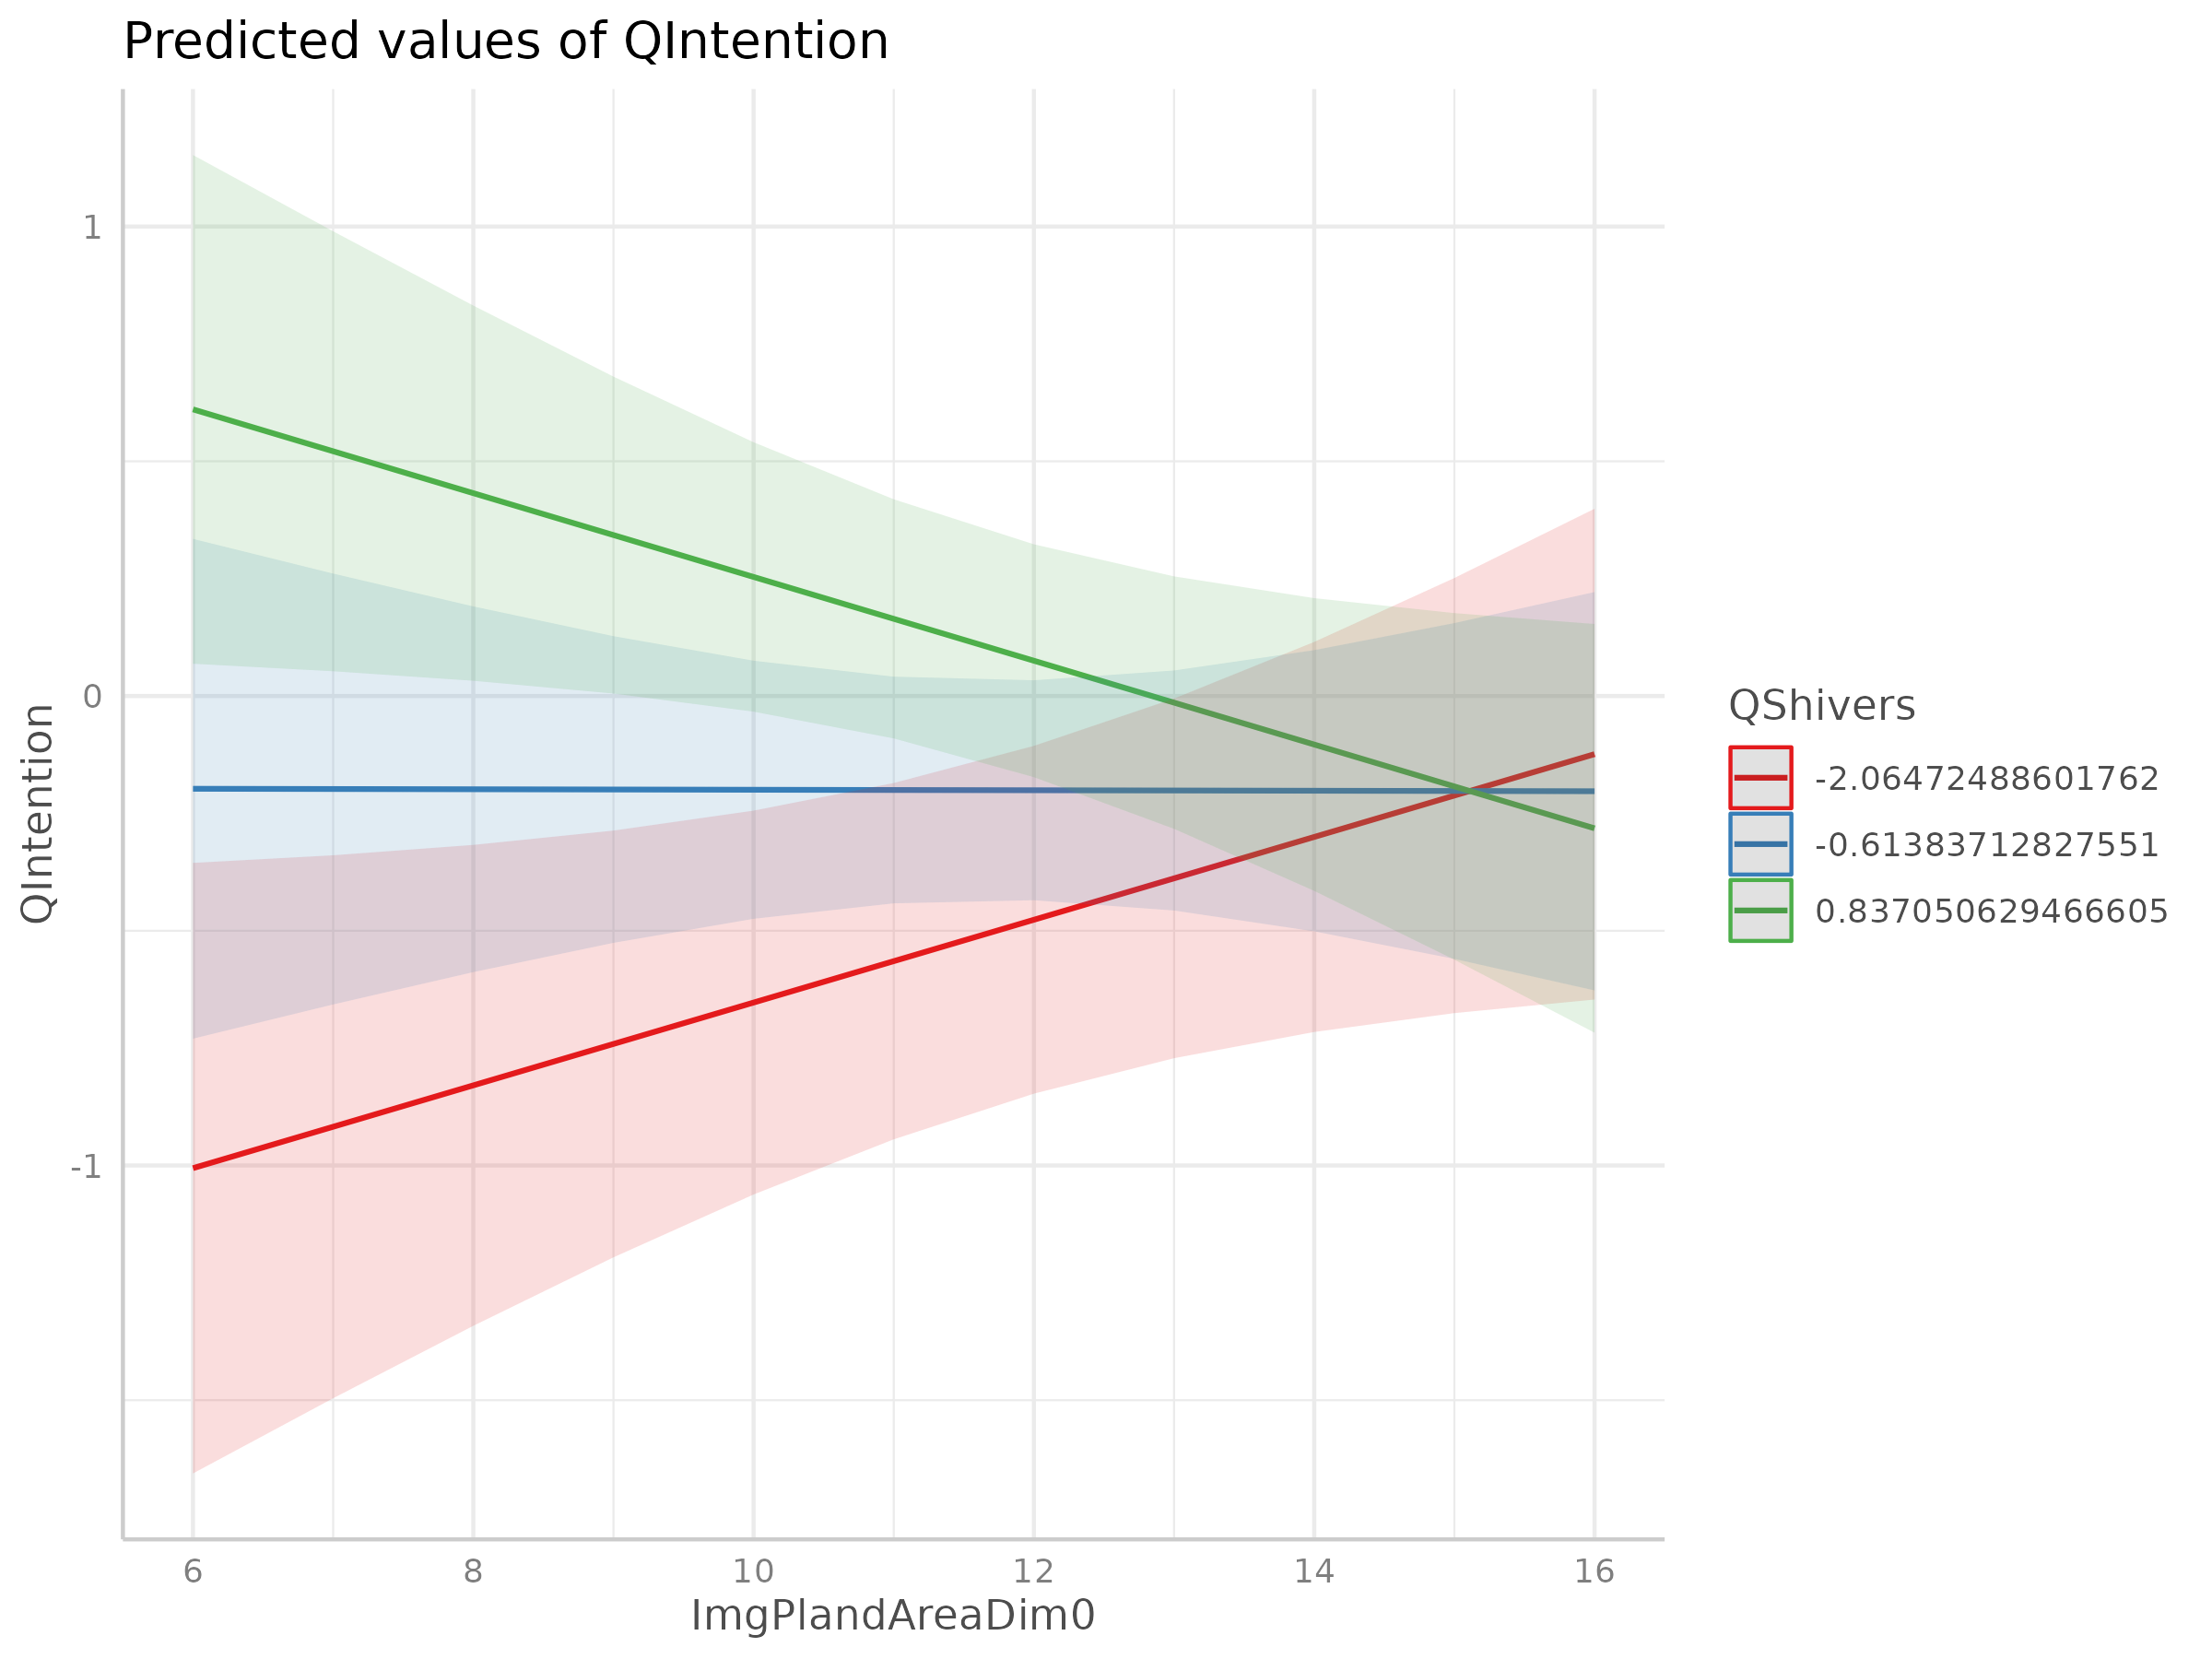 Predicted values of QIntention
1
0
-1
QIntention
6 8 10 12 14 16
ImgPlandAreaDim0
QShivers
-2.06472488601762
-0.61383712827551
0.837050629466605